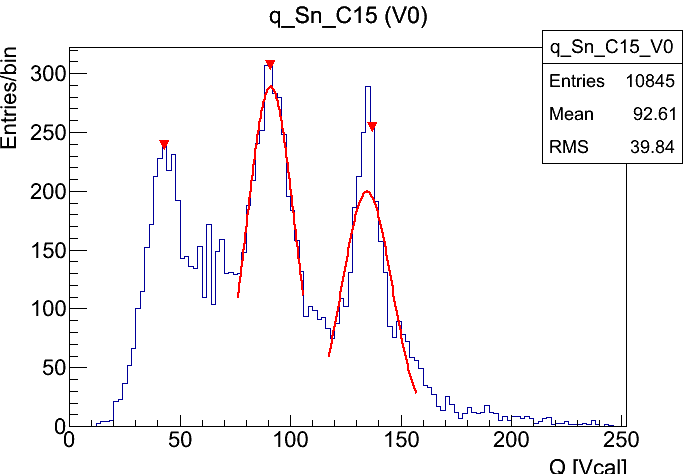 q_Sn_C15 (V0)
q_Sn_C15_V0
Entries 10845
Mean 92.61
RMS 39.84
Entries/bin
300
250
200
150
100
50
0
0 50 100 150 200 250
Q [Vcal]